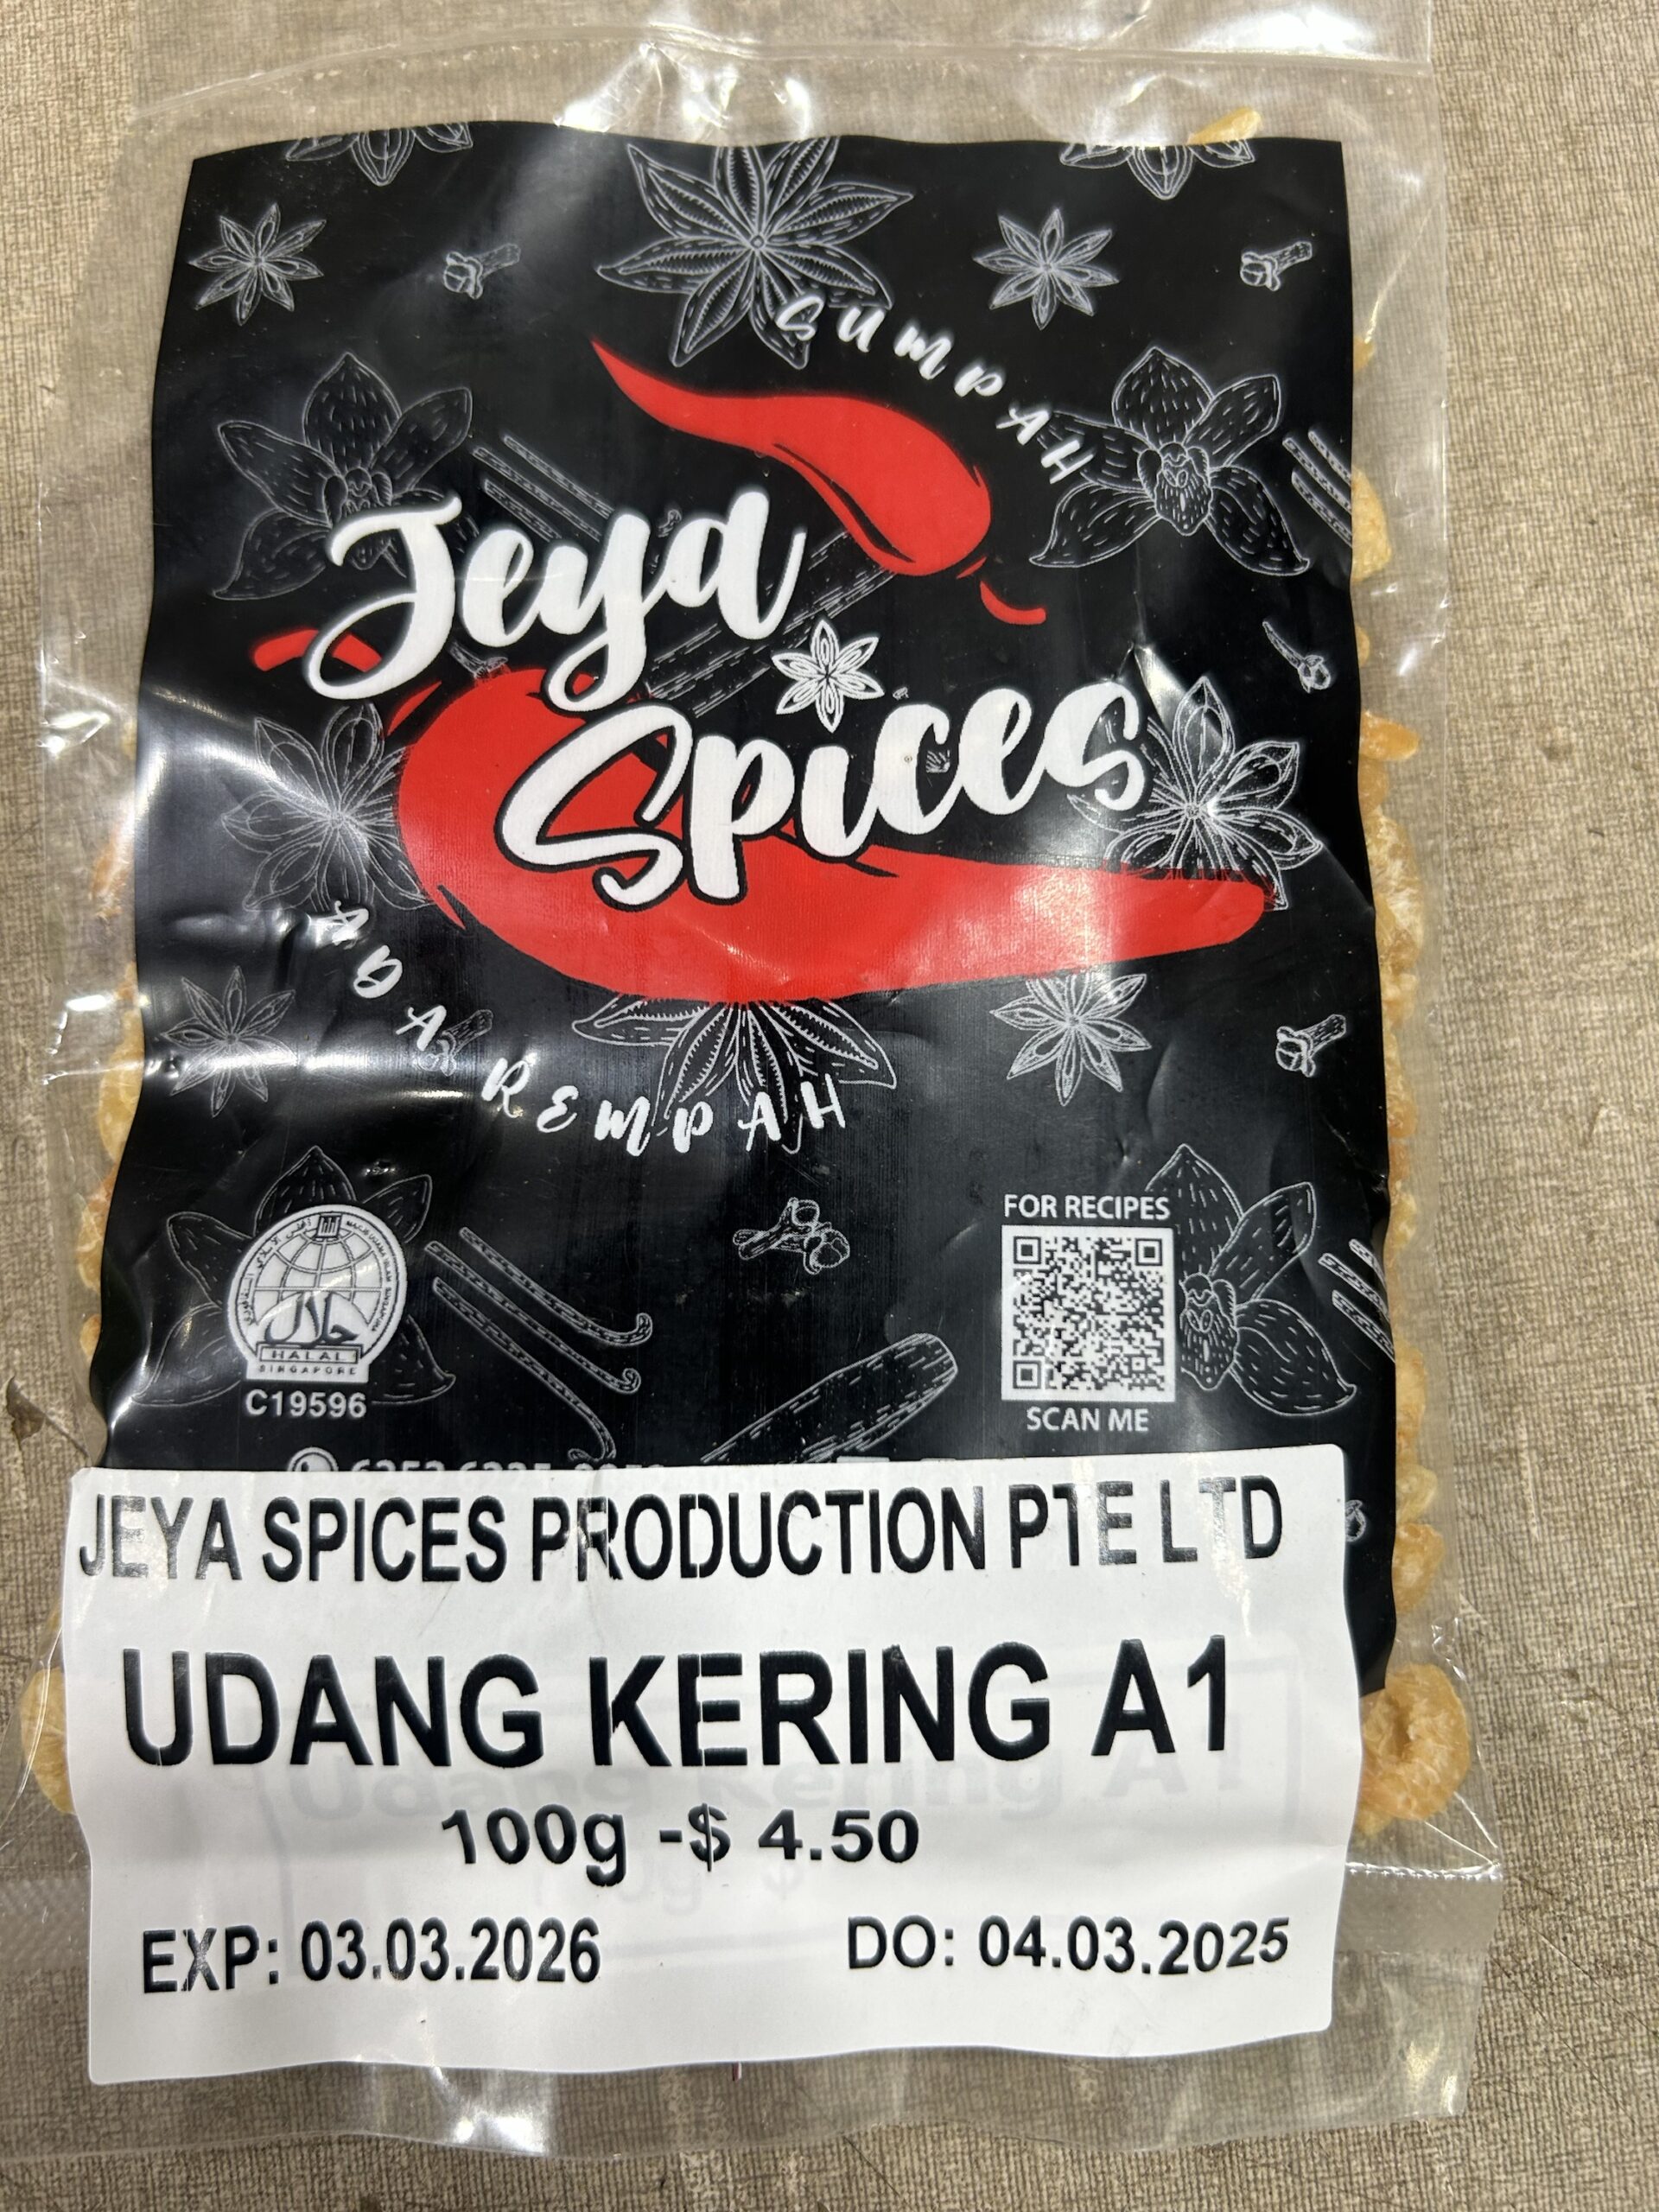 SUMPAH
Jeya
Spices
ADA REMPAH
FOR RECIPES
حلال
HALAL
SINGAPORE
C19596
SCAN ME
JEYA SPICES PRODUCTION PTE LTD
UDANG KERING A1
100g -$ 4.50
EXP: 03.03.2026
DO: 04.03.2025